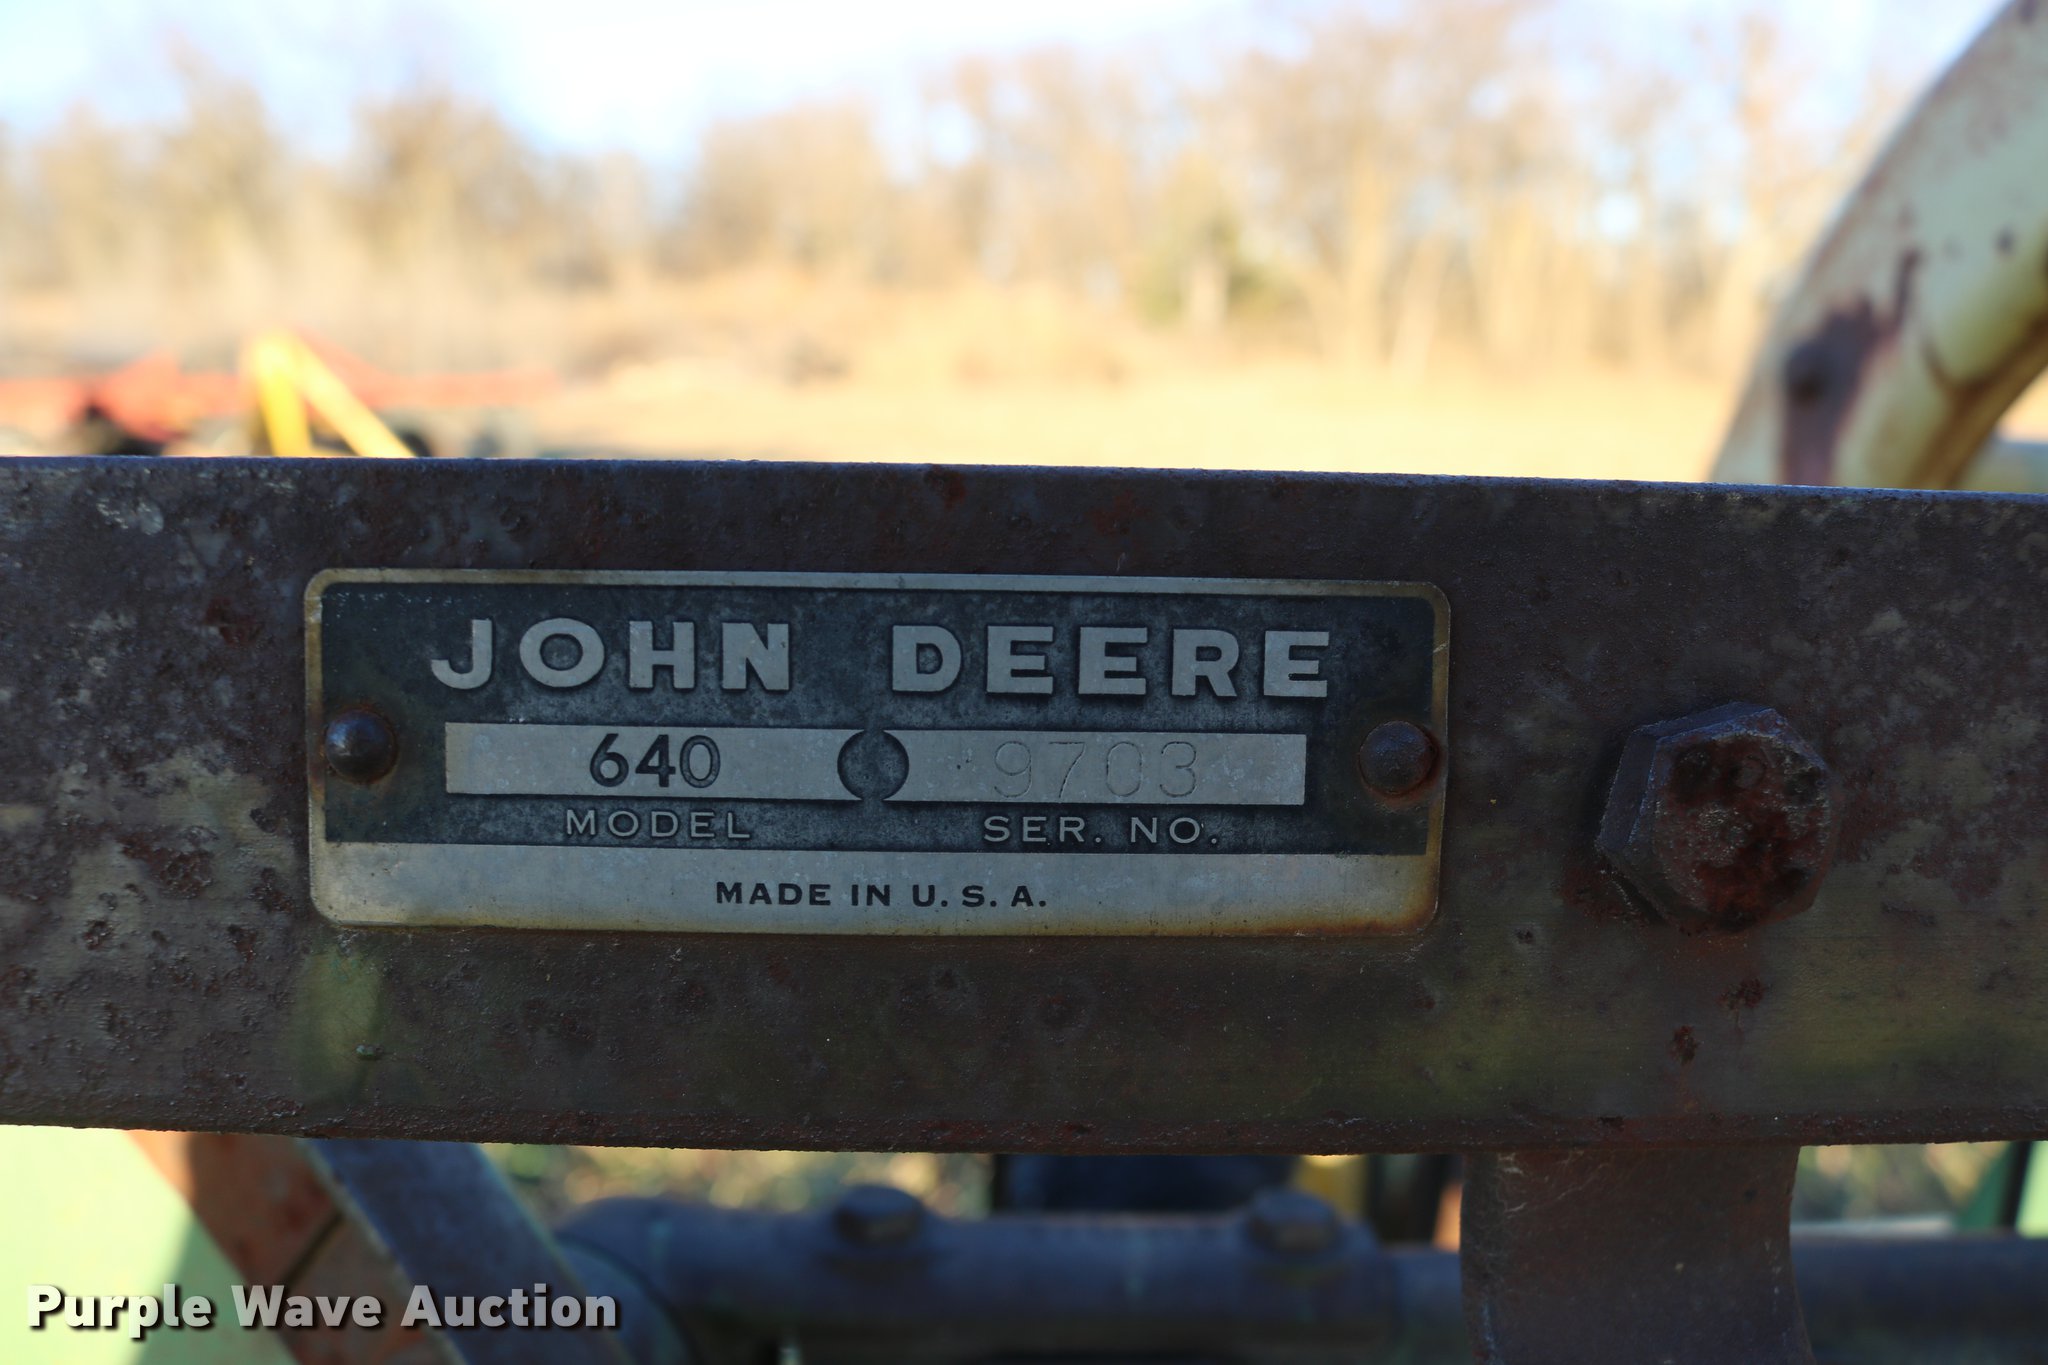 JOHN DEERE
640 9703
MODEL SER. NO.
MADE IN U.S.A.
Purple Wave Auction